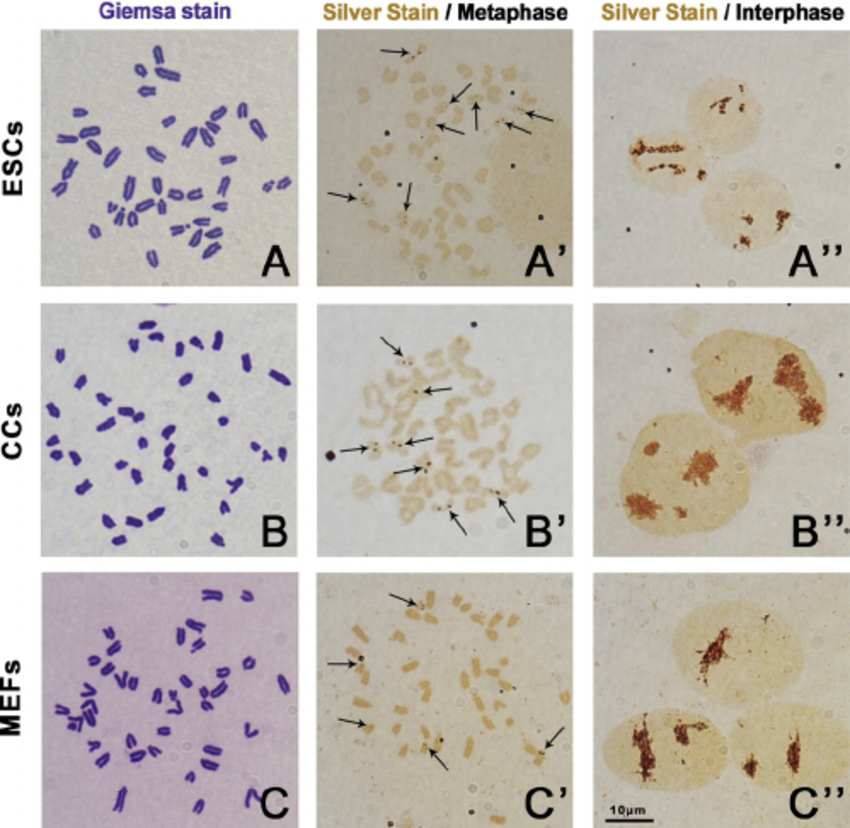 Giemsa stain Silver Stain / Metaphase Silver Stain / Interphase
ESCs
A A’ A’’
CCs
B B’ B’’
MEFs
C C’ C’’
10µm